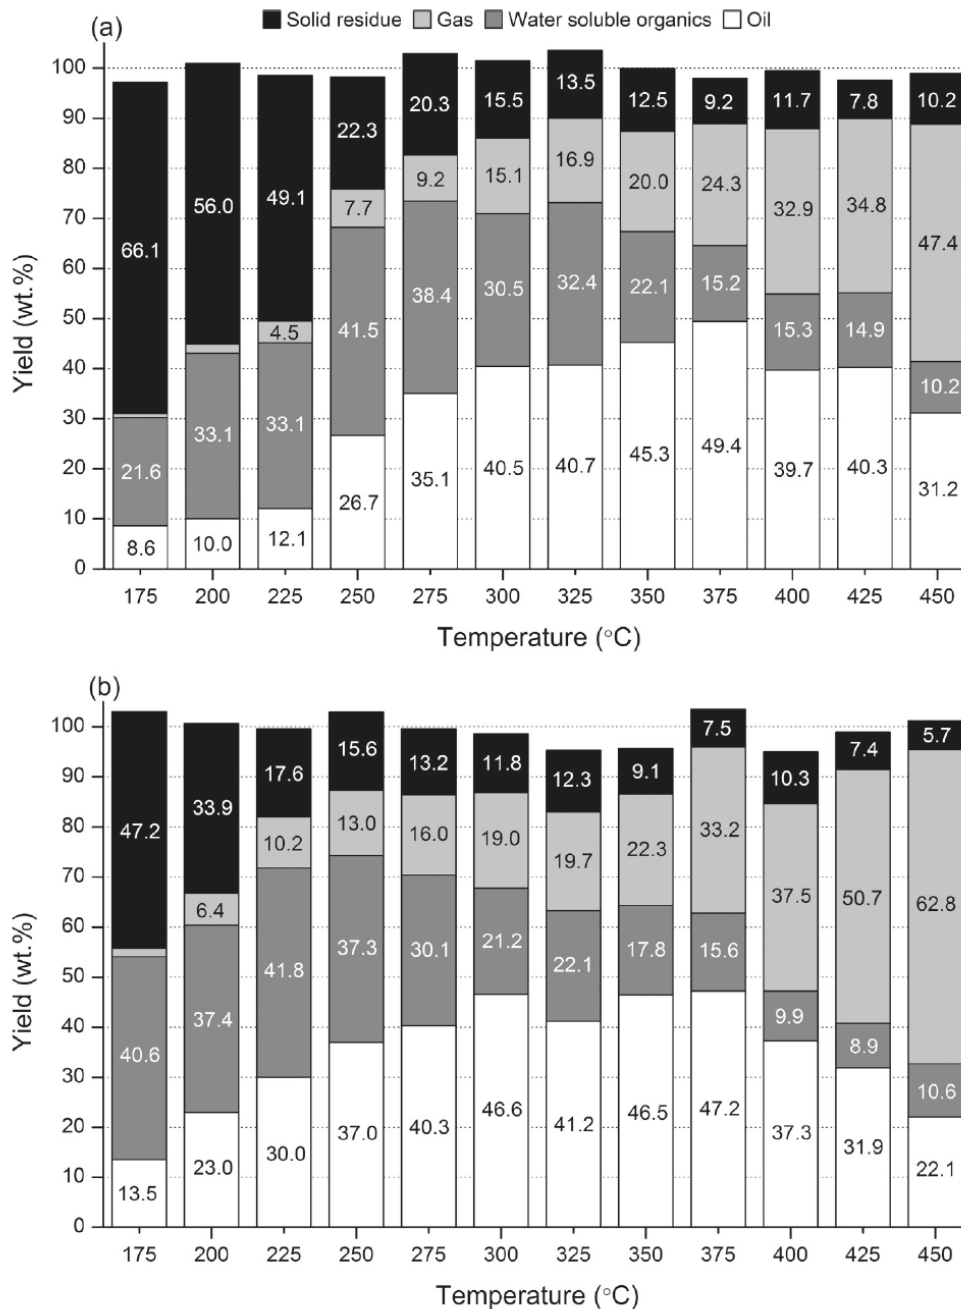 (a)
Solid residue Gas Water soluble organics Oil
Yield (wt.%)
100
90
80
70
60
50
40
30
20
10
0
66.1 56.0 49.1 22.3 20.3 15.5 13.5 12.5 9.2 11.7 7.8 10.2
4.5 7.7 9.2 15.1 16.9 20.0 24.3 32.9 34.8 47.4
21.6 33.1 33.1 41.5 38.4 30.5 32.4 22.1 15.2 15.3 14.9 10.2
8.6 10.0 12.1 26.7 35.1 40.5 40.7 45.3 49.4 39.7 40.3 31.2
175 200 225 250 275 300 325 350 375 400 425 450
Temperature (°C)
(b)
Yield (wt.%)
100
90
80
70
60
50
40
30
20
10
0
47.2 33.9 17.6 15.6 13.2 11.8 12.3 9.1 7.5 10.3 7.4 5.7
6.4 10.2 13.0 16.0 19.0 19.7 22.3 33.2 37.5 50.7 62.8
40.6 37.4 41.8 37.3 30.1 21.2 22.1 17.8 15.6 9.9 8.9 10.6
13.5 23.0 30.0 37.0 40.3 46.6 41.2 46.5 47.2 37.3 31.9 22.1
175 200 225 250 275 300 325 350 375 400 425 450
Temperature (°C)